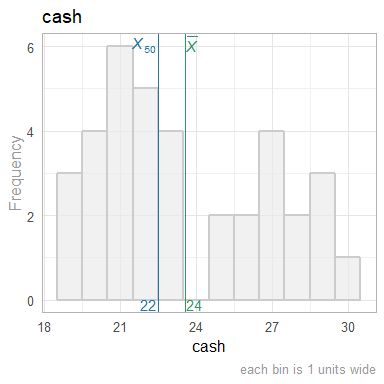 cash
X50
X̅
6
4
2
0
Frequency
22
24
18
21
24
27
30
cash
each bin is 1 units wide